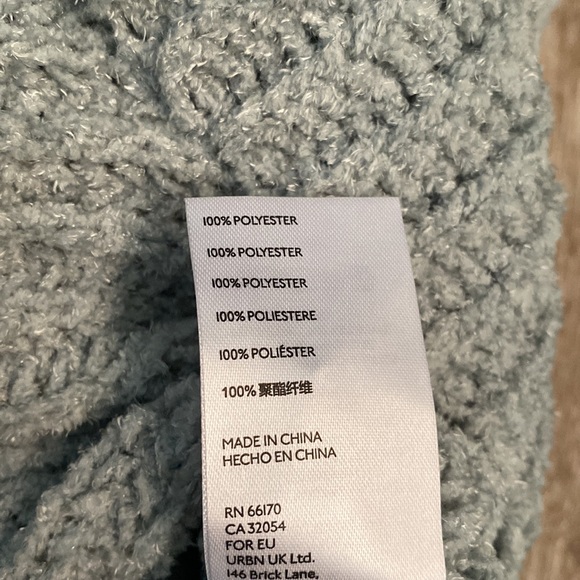 100% POLYESTER
100% POLYESTER
100% POLYESTER
100% POLIESTERE
100% POLIÉSTER
100% 聚酯纤维
MADE IN CHINA
HECHO EN CHINA
RN 66170
CA 32054
FOR EU
URBN UK Ltd.
146 Brick Lane,